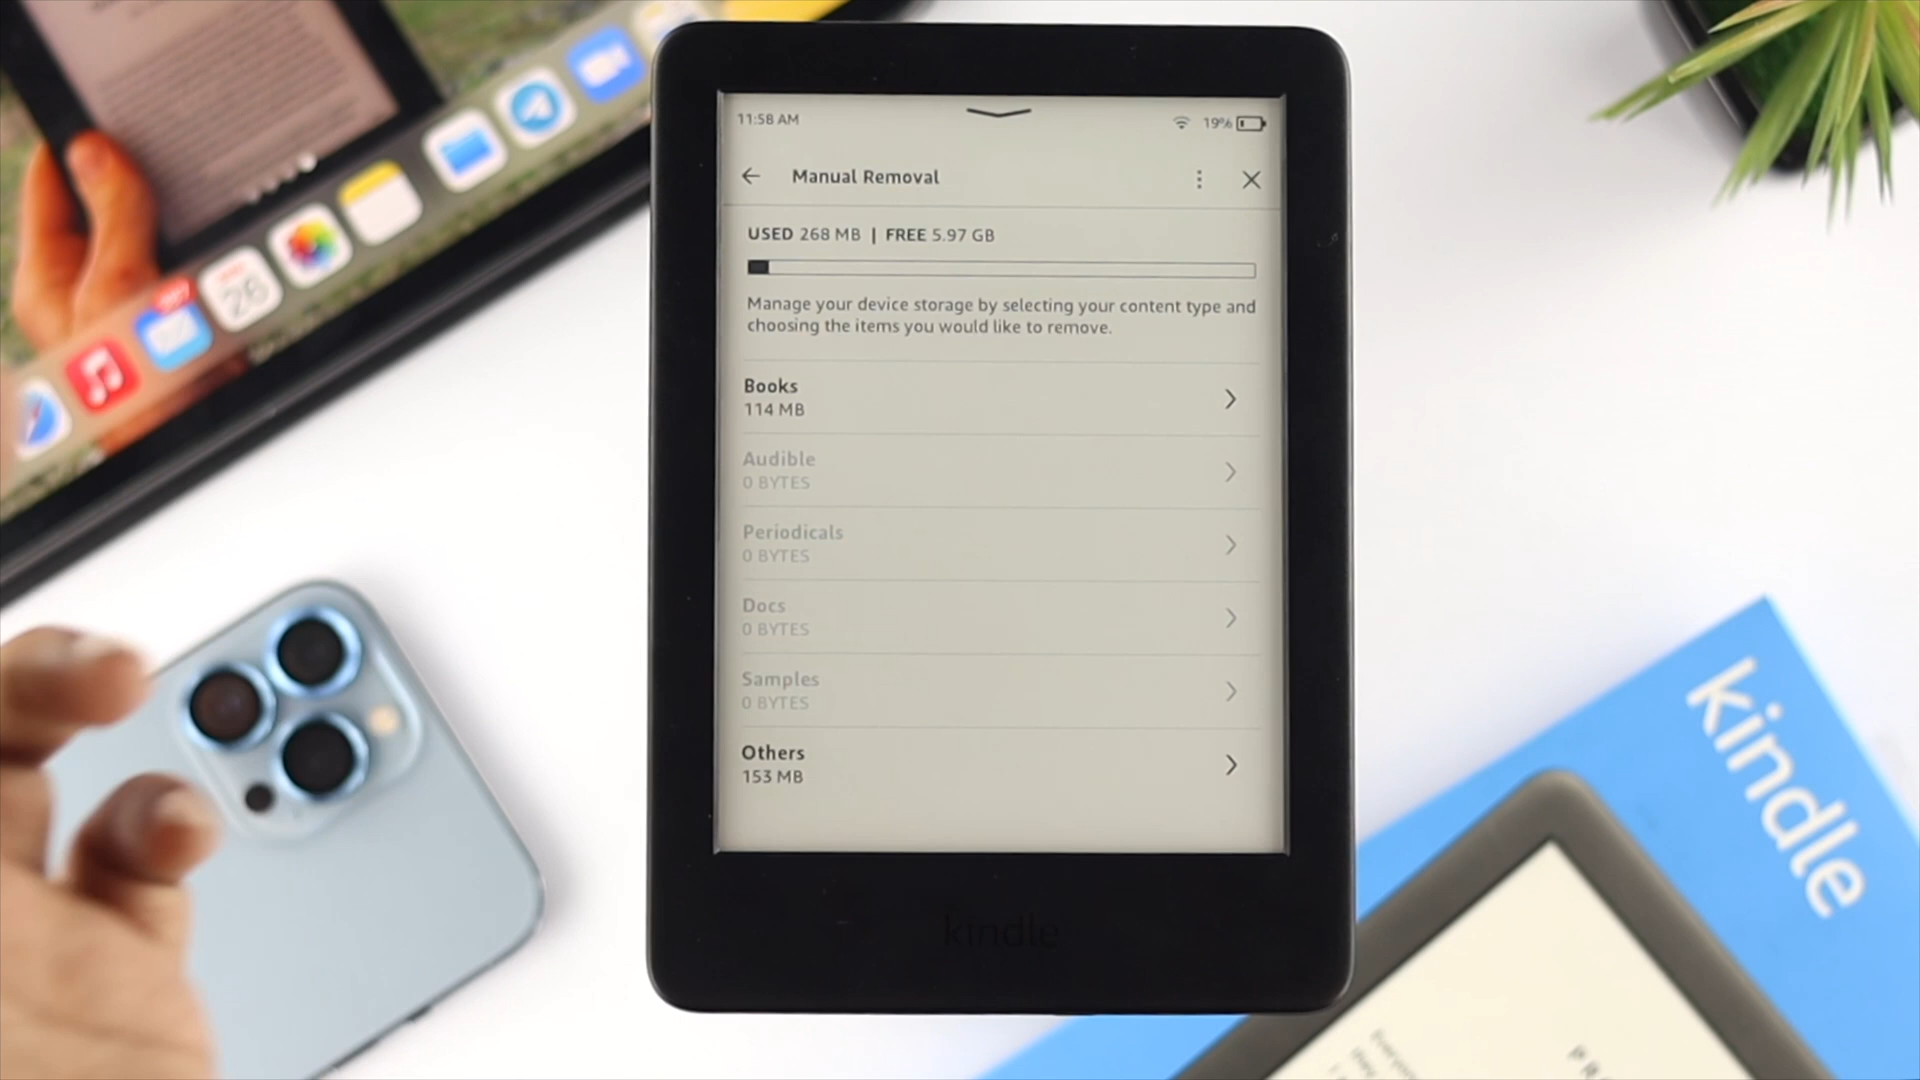 11:58 AM
19%
Manual Removal
USED 268 MB | FREE 5.97 GB
Manage your device storage by selecting your content type and
choosing the items you would like to remove.
Books
114 MB
Audible
0 BYTES
Periodicals
0 BYTES
Docs
0 BYTES
Samples
0 BYTES
Others
153 MB
kindle
kindle
26